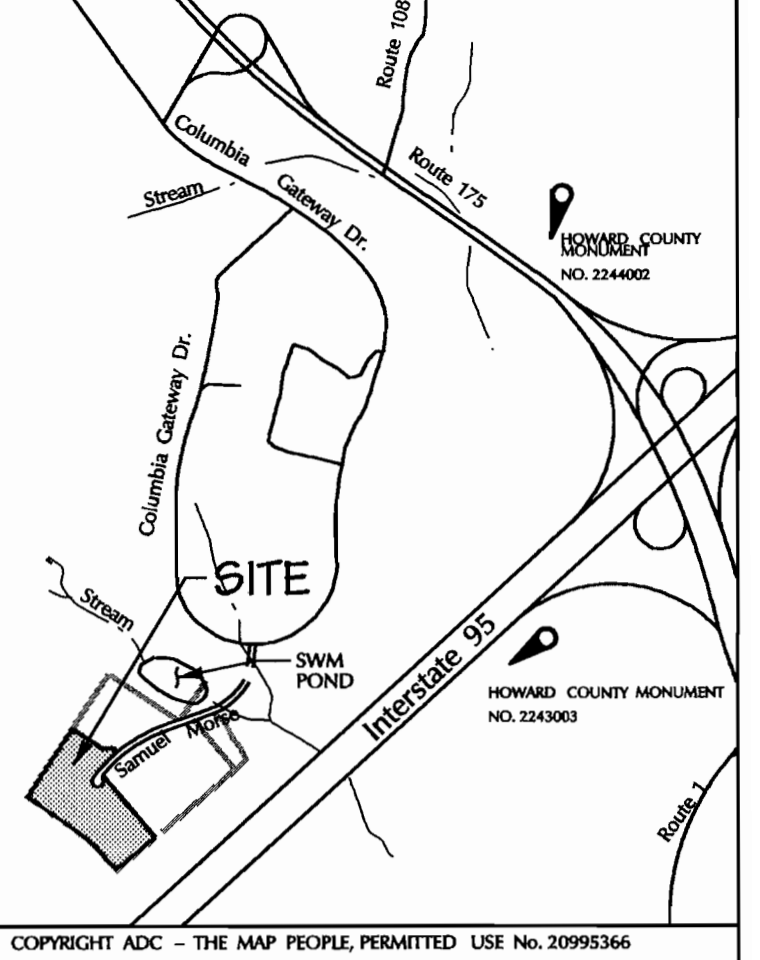 Route 108
Columbia
Gateway Dr.
Route 175
Stream
HOWARD COUNTY
MONUMENT
NO. 2244002
Columbia Gateway Dr.
SITE
Stream
SWM
POND
Interstate 95
HOWARD COUNTY MONUMENT
NO. 2243003
Samuel Morse
Route 1
COPYRIGHT ADC – THE MAP PEOPLE, PERMITTED USE No. 20995366